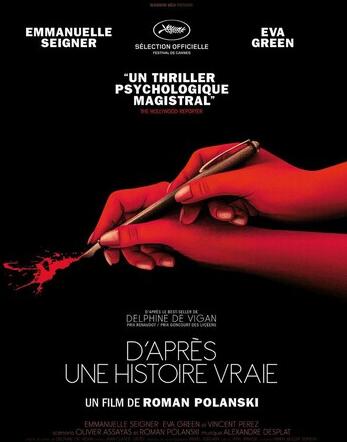 EMMANUELLE
SEIGNER
SÉLECTION OFFICIELLE
FESTIVAL DE CANNES
EVA
GREEN
"UN THRILLER
PSYCHOLOGIQUE
MAGISTRAL"
THE HOLLYWOOD REPORTER
D'APRÈS LE BEST-SELLER DE
DELPHINE DE VIGAN
PRIX RENAUDOT / PRIX GONCOURT DES LYCÉENS
D'APRÈS
UNE HISTOIRE VRAIE
UN FILM DE ROMAN POLANSKI
EMMANUELLE SEIGNER EVA GREEN ET VINCENT PEREZ
SCÉNARIO OLIVIER ASSAYAS ET ROMAN POLANSKI MUSIQUE ALEXANDRE DESPLAT